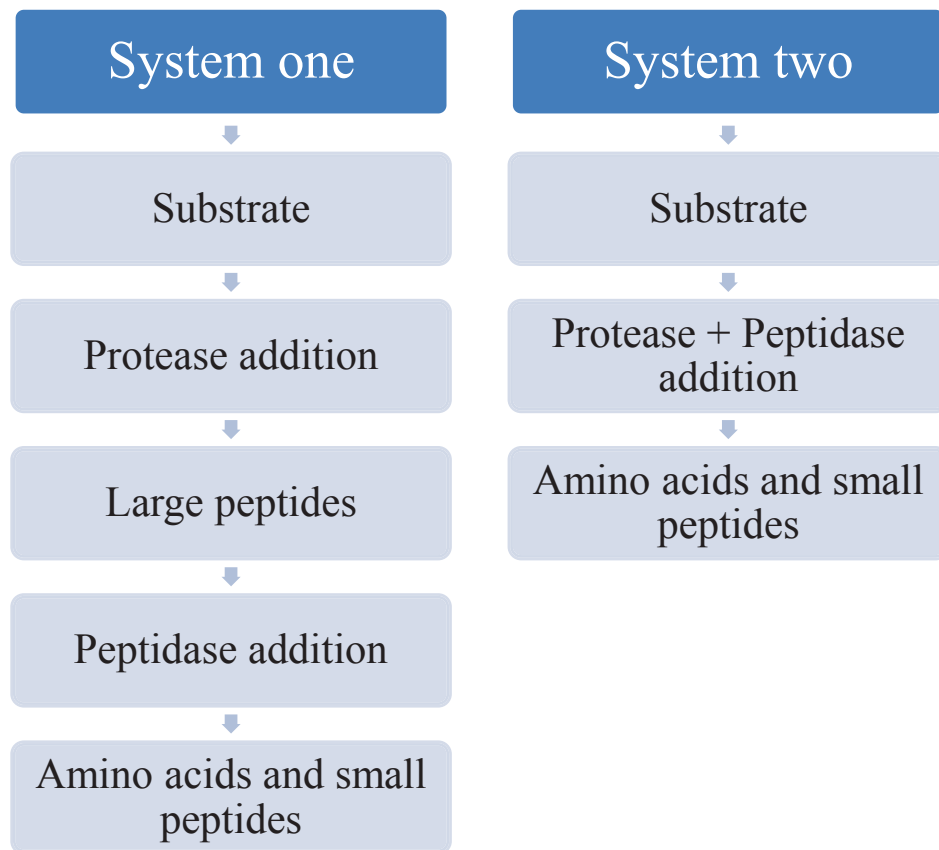 System one
Substrate
Protease addition
Large peptides
Peptidase addition
Amino acids and small
peptides
System two
Substrate
Protease + Peptidase
addition
Amino acids and small
peptides